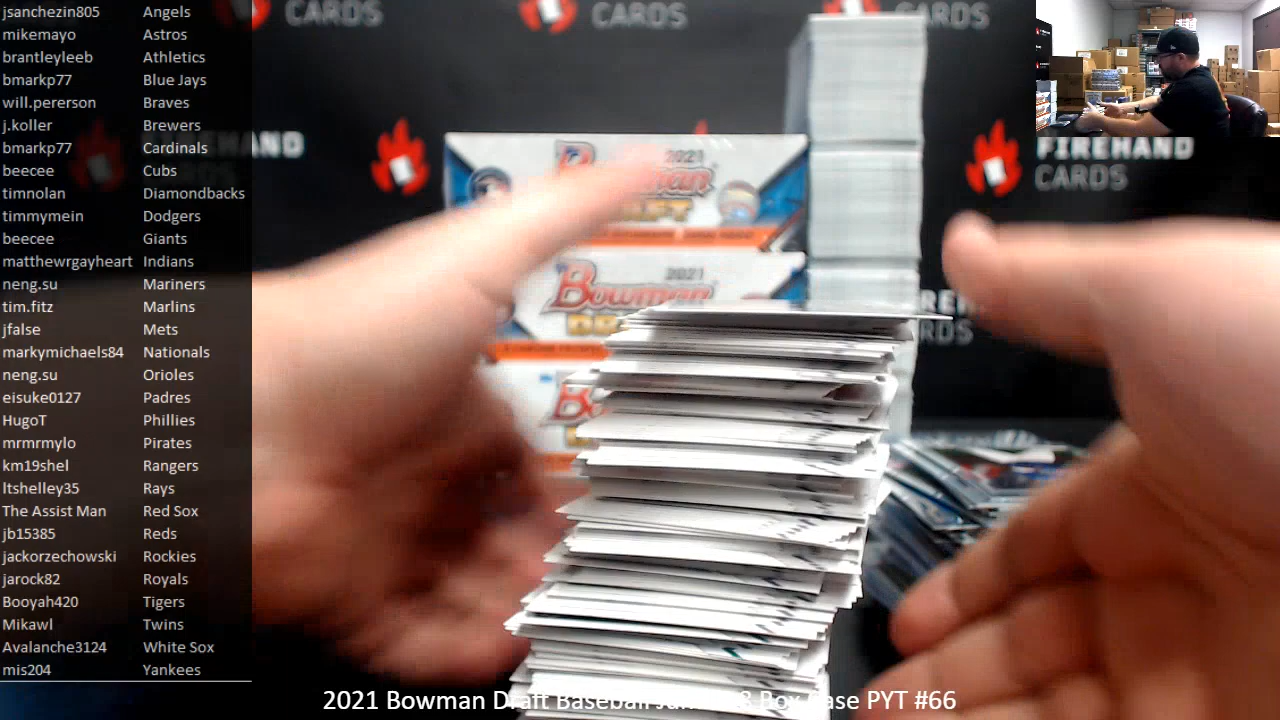 jsanchezin805 Angels
mikemayo Astros
brantleyleeb Athletics
bmarkp77 Blue Jays
will.pererson Braves
j.koller Brewers
bmarkp77 Cardinals
beecee Cubs
timnolan Diamondbacks
timmymein Dodgers
beecee Giants
matthewrgayheart Indians
neng.su Mariners
tim.fitz Marlins
jfalse Mets
markymichaels84 Nationals
neng.su Orioles
eisuke0127 Padres
HugoT Phillies
mrmrmylo Pirates
km19shel Rangers
ltshelley35 Rays
The Assist Man Red Sox
jb15385 Reds
jackorzechowski Rockies
jarock82 Royals
Booyah420 Tigers
Mikawl Twins
Avalanche3124 White Sox
mis204 Yankees
CARDS
CARDS
CARDS
FIREHAND
CARDS
2021
Bowman
2021
Bowman
2021 Bowman Draft Baseball Box Case PYT #66